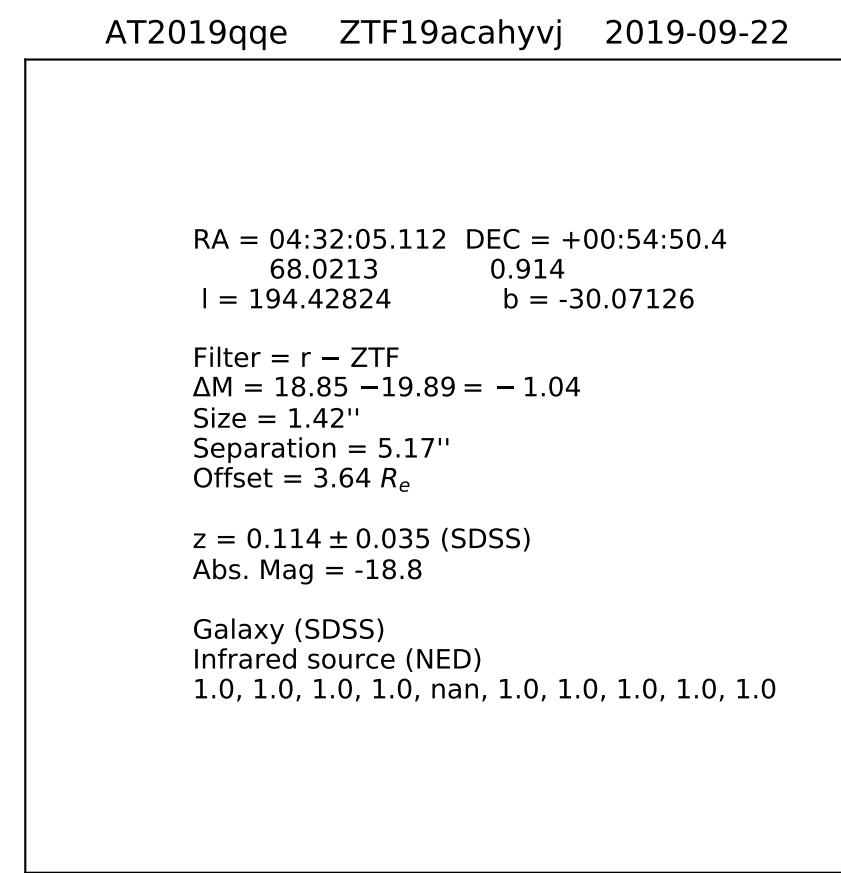 AT2019qqe ZTF19acahyvj 2019-09-22
RA = 04:32:05.112 DEC = +00:54:50.4
68.0213 0.914
l = 194.42824 b = -30.07126
Filter = r − ZTF
ΔM = 18.85 −19.89 = − 1.04
Size = 1.42''
Separation = 5.17''
Offset = 3.64 Re
z = 0.114 ± 0.035 (SDSS)
Abs. Mag = -18.8
Galaxy (SDSS)
Infrared source (NED)
1.0, 1.0, 1.0, 1.0, nan, 1.0, 1.0, 1.0, 1.0, 1.0